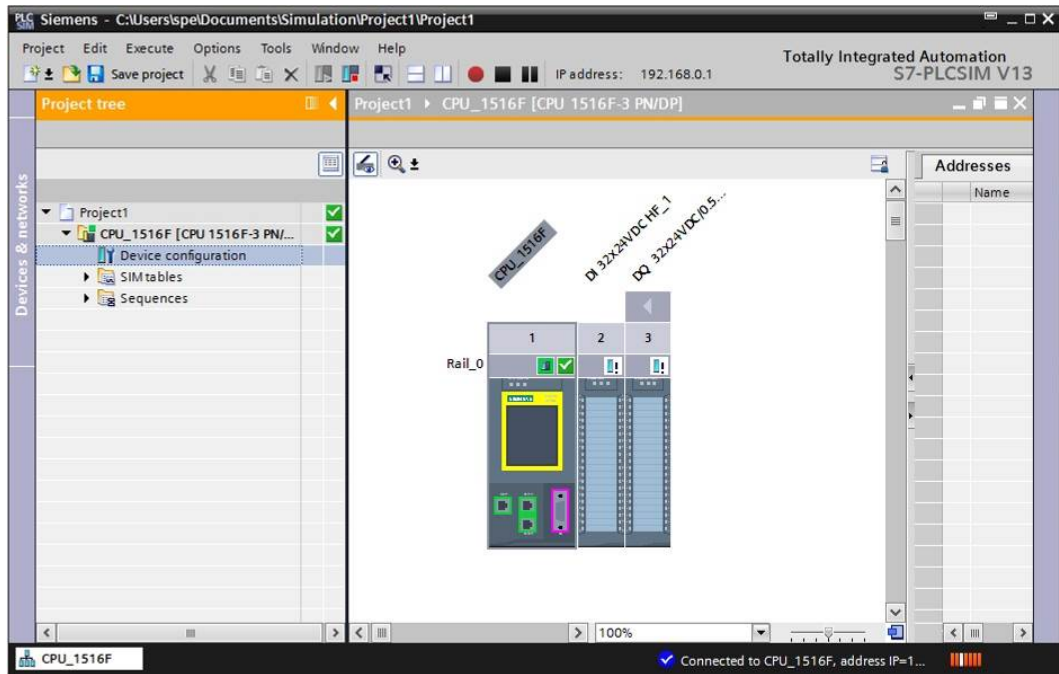 Siemens - C:\Users\spe\Documents\Simulation\Project1\Project1
Project Edit Execute Options Tools Window Help
Totally Integrated Automation
S7-PLCSIM V13
Save project
IP address: 192.168.0.1
Project tree
Project1 CPU_1516F [CPU 1516F-3 PN/DP]
Addresses
Name
Devices & networks
Project1
CPU_1516F [CPU 1516F-3 PN/...
Device configuration
SIM tables
Sequences
CPU_1516F
DI 32x24VDC HF_1
DQ 32x24VDC/0.5...
1 2 3
Rail_0
SIEMENS
100%
CPU_1516F
Connected to CPU_1516F, address IP=1...